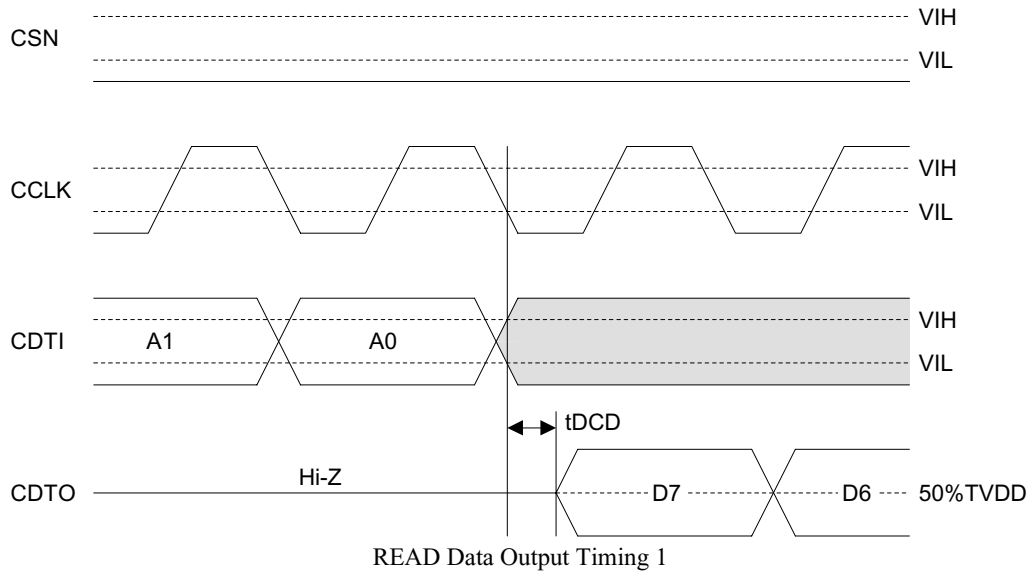 VIH
CSN
VIL
VIH
CCLK
VIL
VIH
CDTI A1 A0
VIL
tDCD
Hi-Z
CDTO D7 D6 50%TVDD
READ Data Output Timing 1